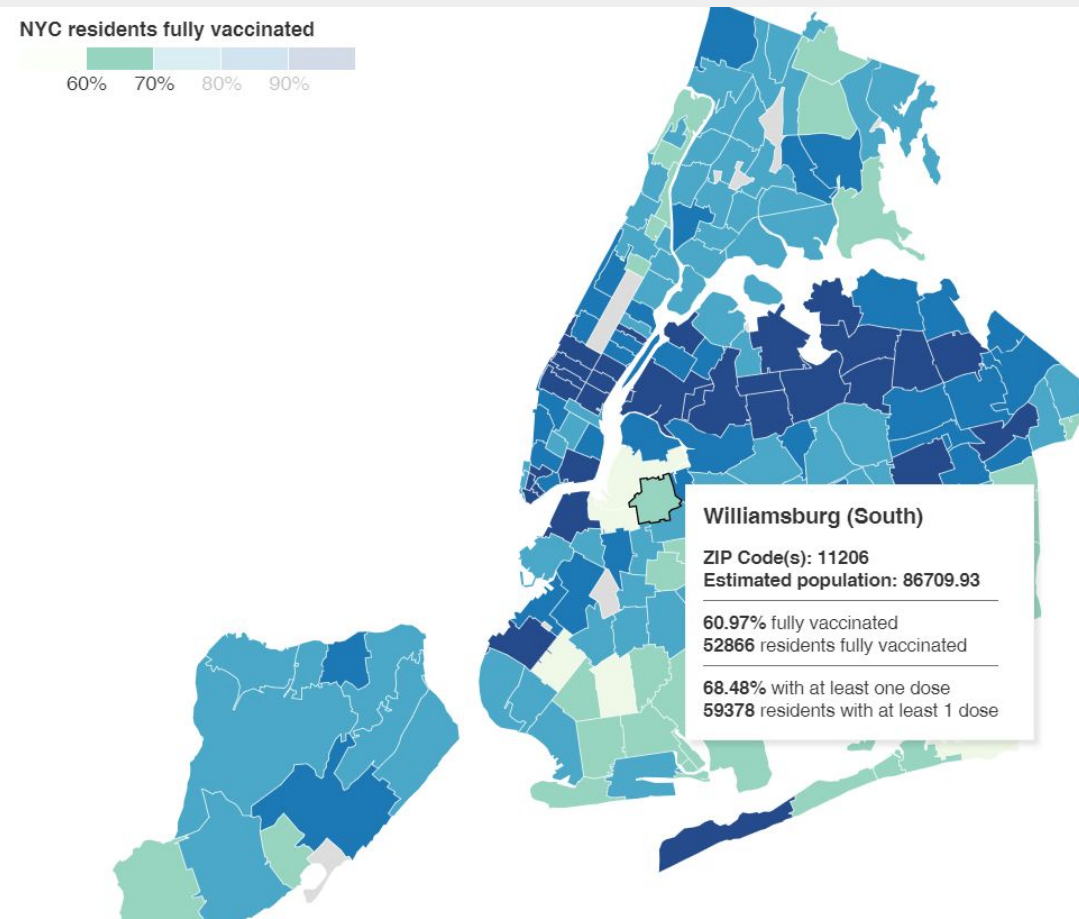 NYC residents fully vaccinated
60% 70% 80% 90%
Williamsburg (South)
ZIP Code(s): 11206
Estimated population: 86709.93
60.97% fully vaccinated
52866 residents fully vaccinated
68.48% with at least one dose
59378 residents with at least 1 dose